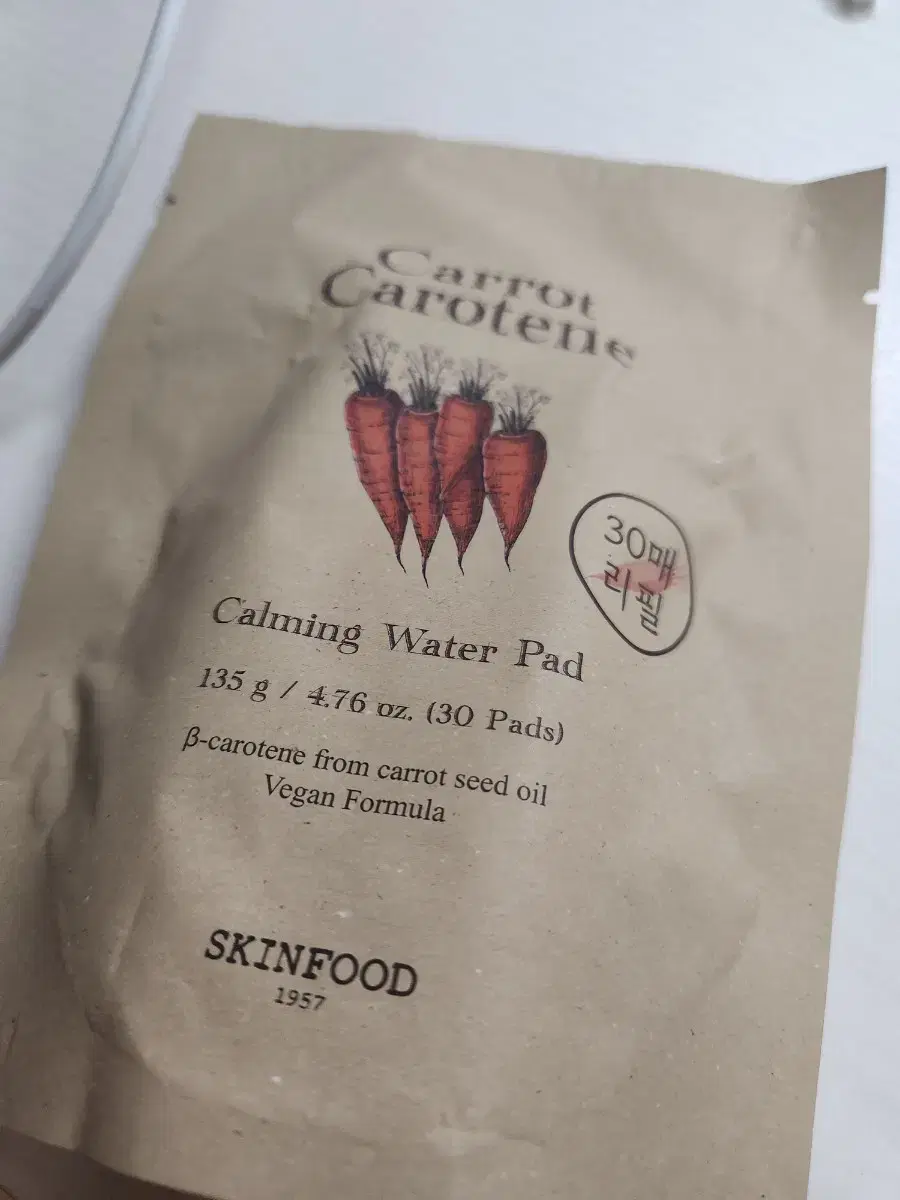 Carrot
Carotene
30매
리필
Calming Water Pad
135 g / 4.76 oz. (30 Pads)
β-carotene from carrot seed oil
Vegan Formula
SKINFOOD
1957